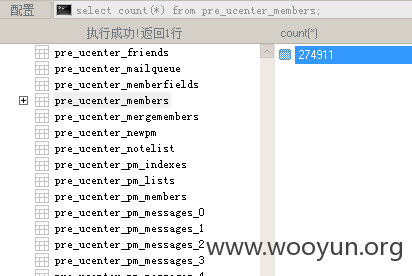 配置
select count(*) from pre_ucenter_members;
执行成功!返回1行
count(*)
pre_ucenter_friends
274911
pre_ucenter_mailqueue
pre_ucenter_memberfields
pre_ucenter_members
pre_ucenter_mergemembers
pre_ucenter_newpm
pre_ucenter_notelist
pre_ucenter_pm_indexes
pre_ucenter_pm_lists
pre_ucenter_pm_members
pre_ucenter_pm_messages_0
pre_ucenter_pm_messages_1
pre_ucenter_pm_messages_2
www.wooyun.org
pre_ucenter_pm_messages_3